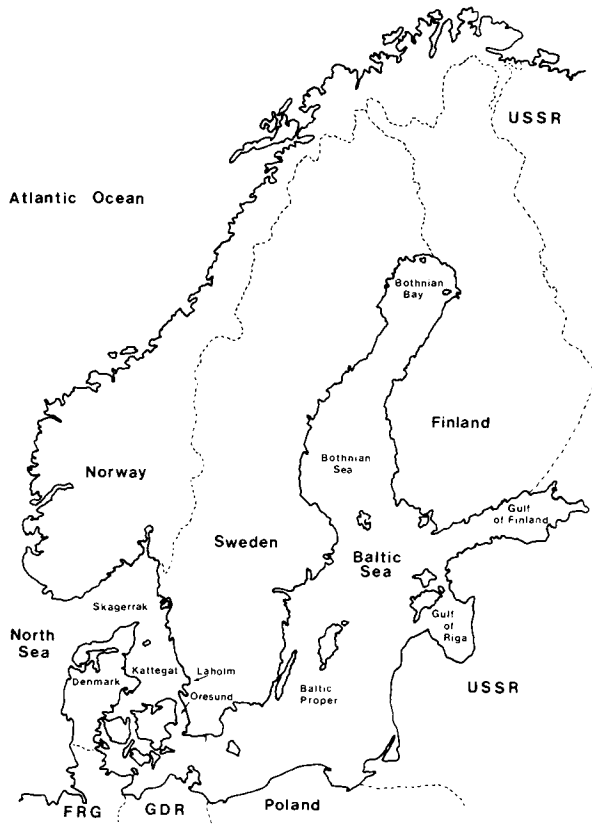 USSR
Atlantic Ocean
Bothnian
Bay
Finland
Bothnian
Sea
Norway
Gulf
of Finland
Sweden
Baltic
Sea
Skagerrak
Gulf
of
Riga
North
Sea
Kattegat
Laholm
Denmark
USSR
Oresund
Baltic
Proper
FRG
GDR
Poland